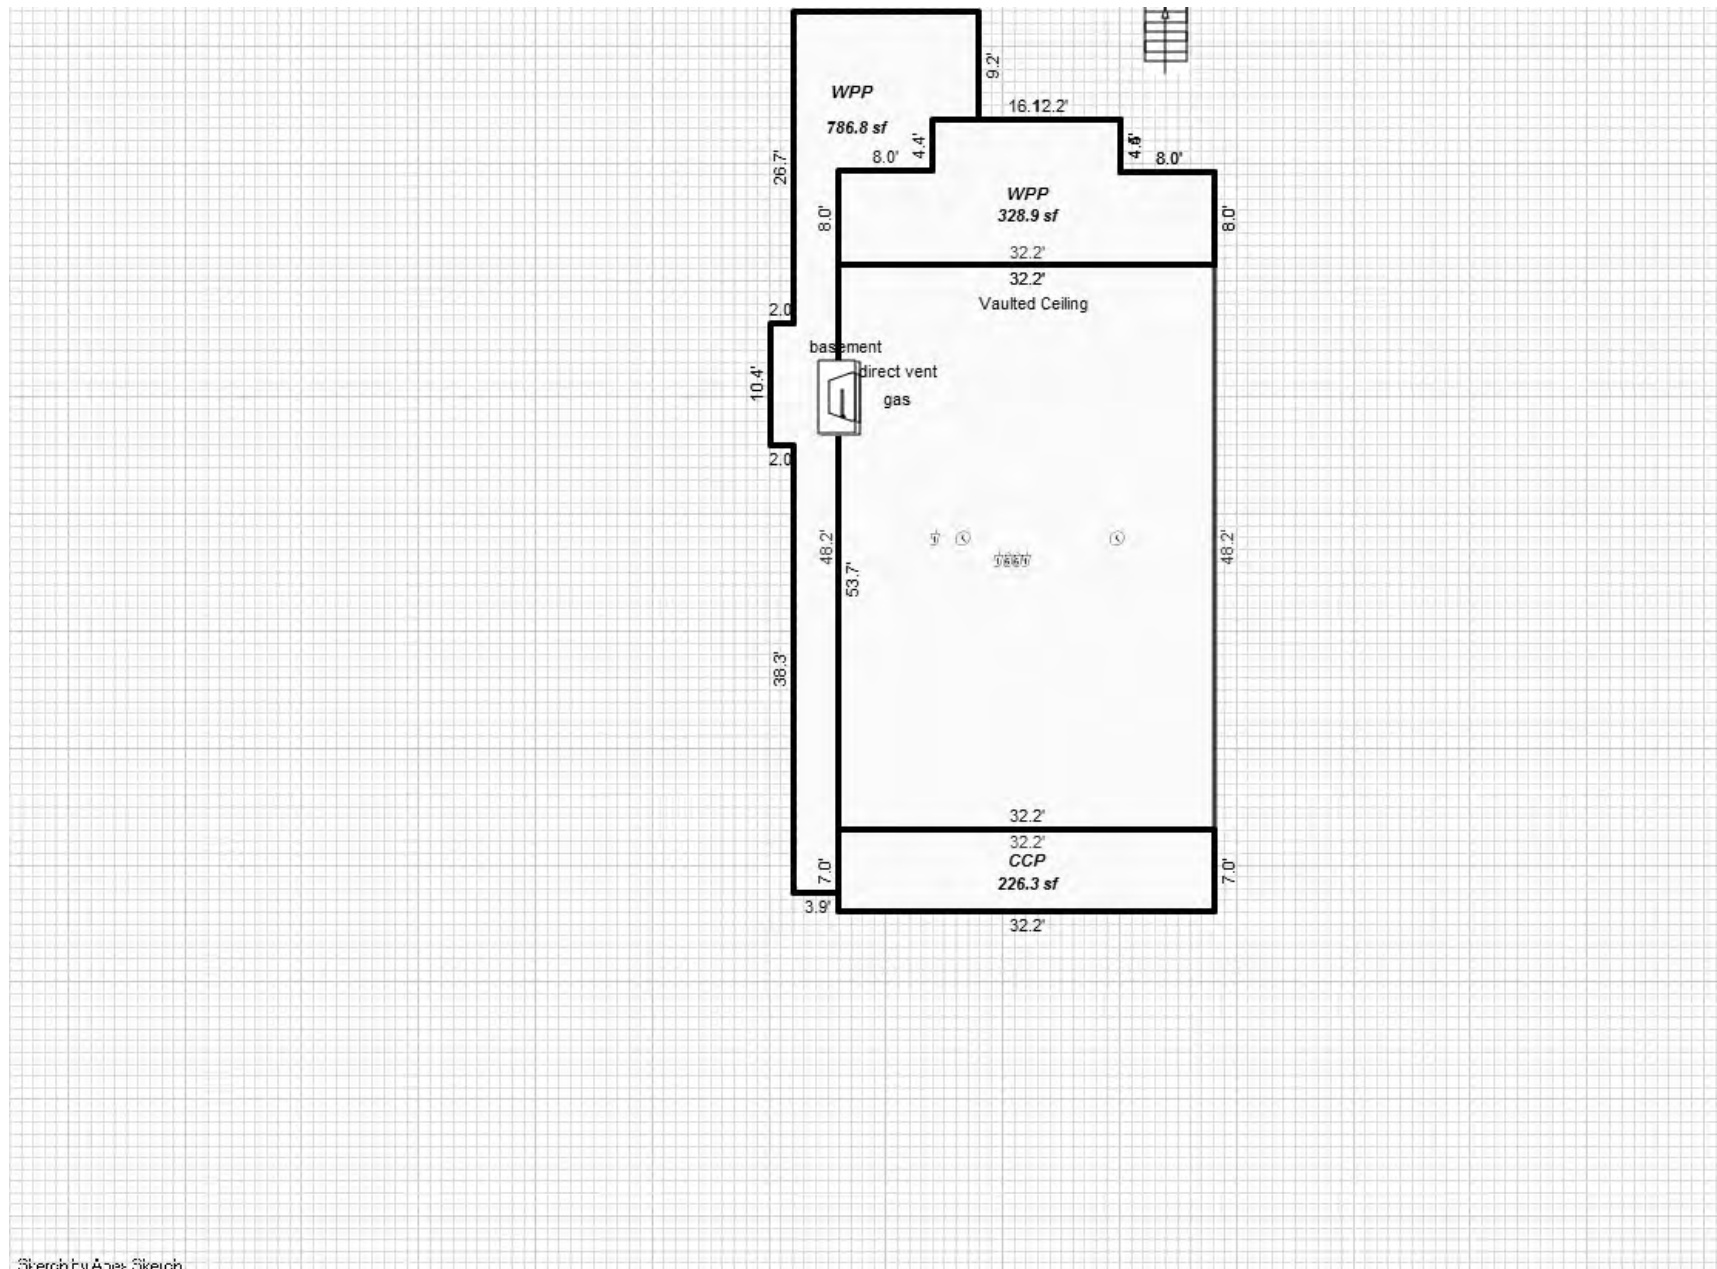 9.2'
WPP
16.12.2'
786.8 sf
4.4'
8.0'
8.0'
26.7'
WPP
328.9 sf
8.0'
8.0'
32.2'
32.2'
Vaulted Ceiling
2.0
basement
direct vent
10.4'
gas
2.0
48.2'
48.2'
53.7'
38.3'
32.2'
32.2'
CCP
7.0'
7.0'
226.3 sf
3.9'
32.2'